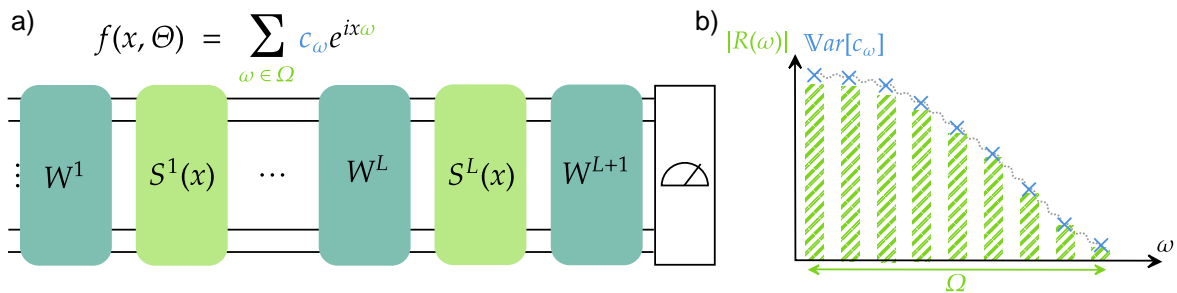 a)
f(x, Θ) = ∑ c_ω e^{ixω}
ω ∈ Ω
W^1
S^1(x)
⋯
W^L
S^L(x)
W^{L+1}
b)
|R(ω)| 𝕍ar[c_ω]
ω
Ω